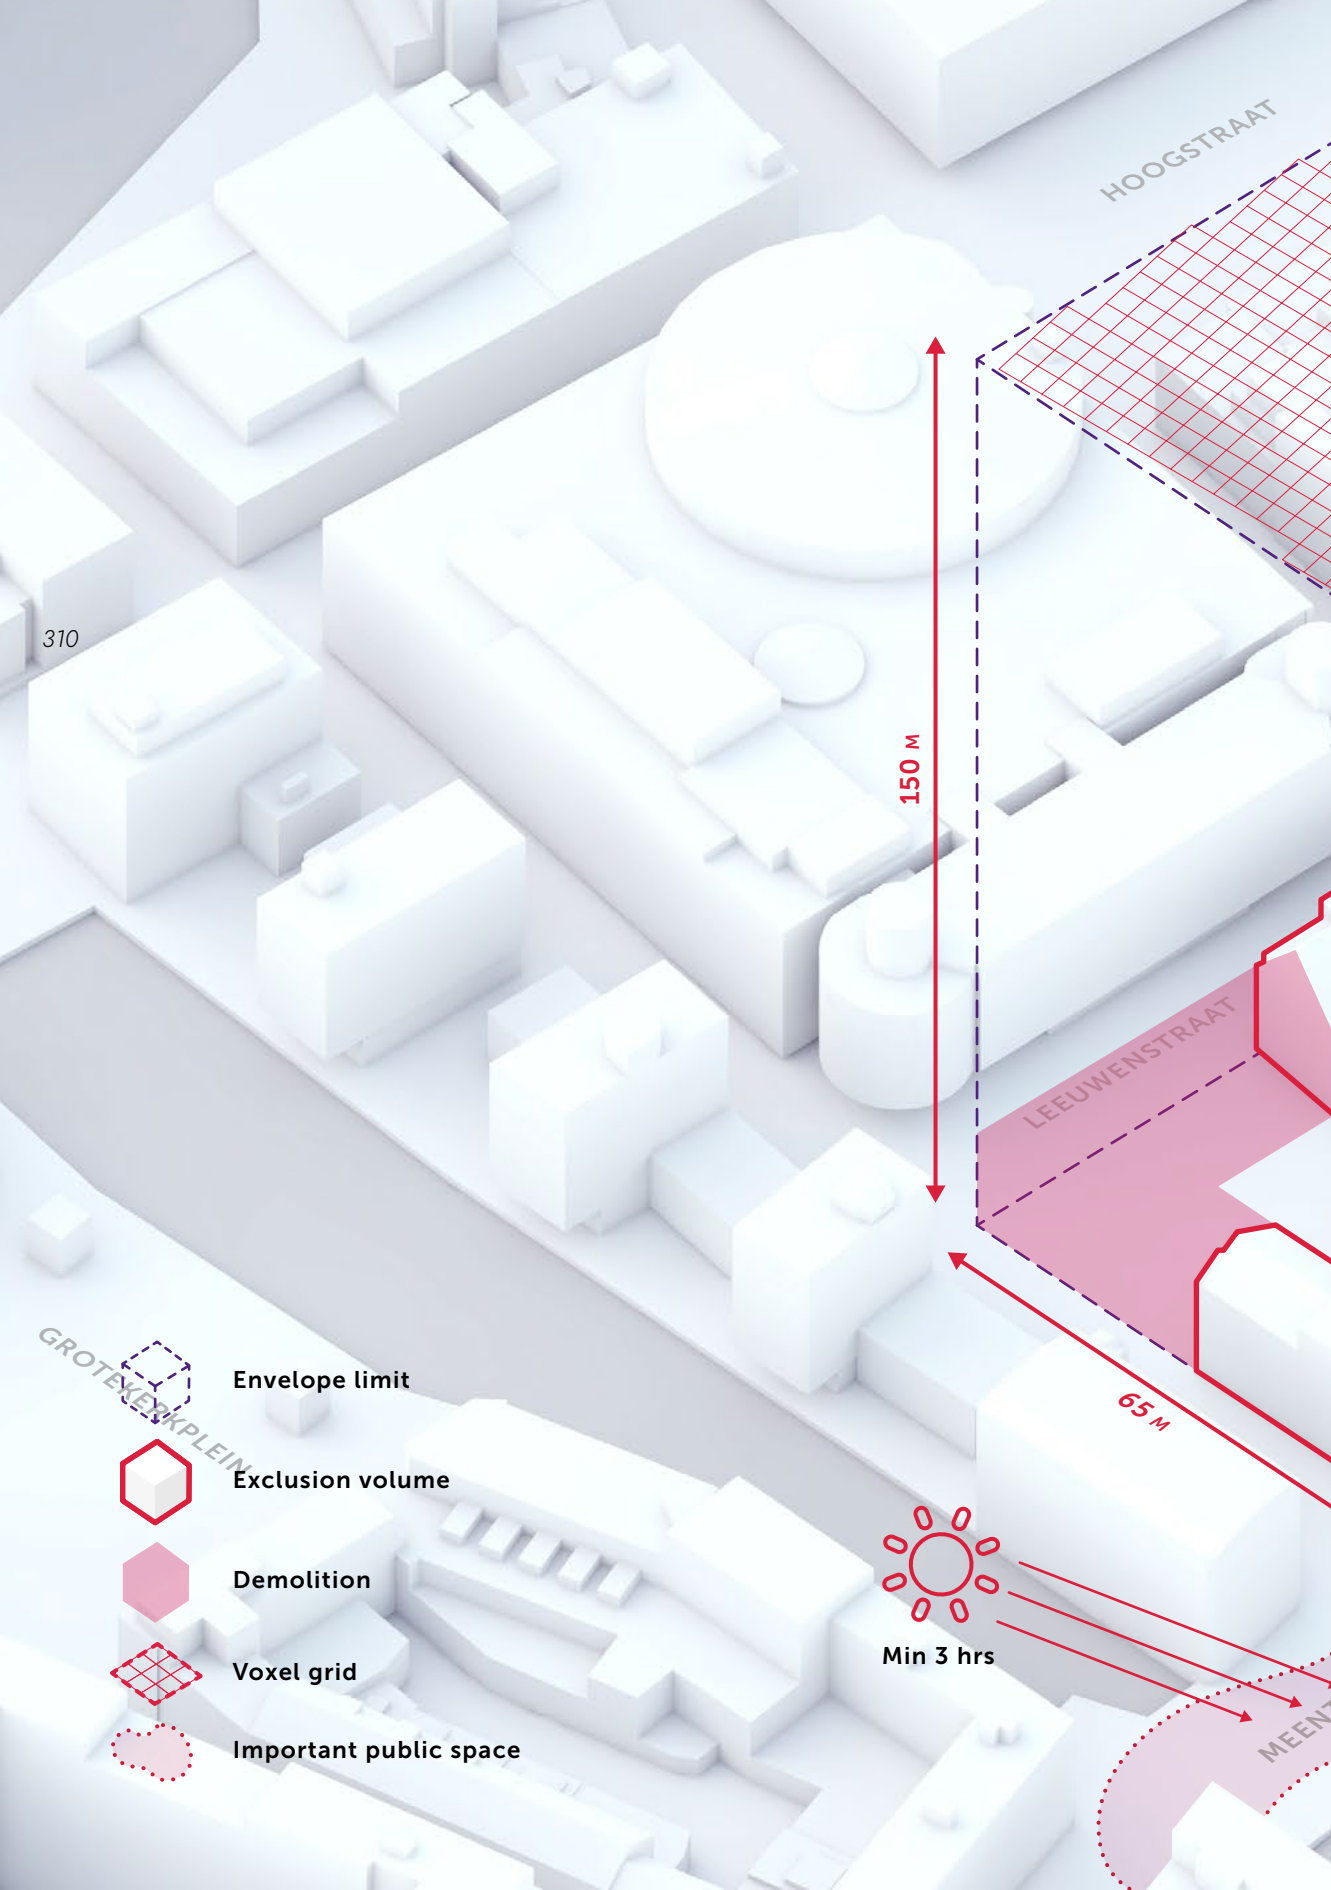 HOOGSTRAAT
310
150 M
LEEUWENSTRAAT
65 M
GROTEKERKPLEIN
Envelope limit
Exclusion volume
Demolition
Voxel grid
Important public space
Min 3 hrs